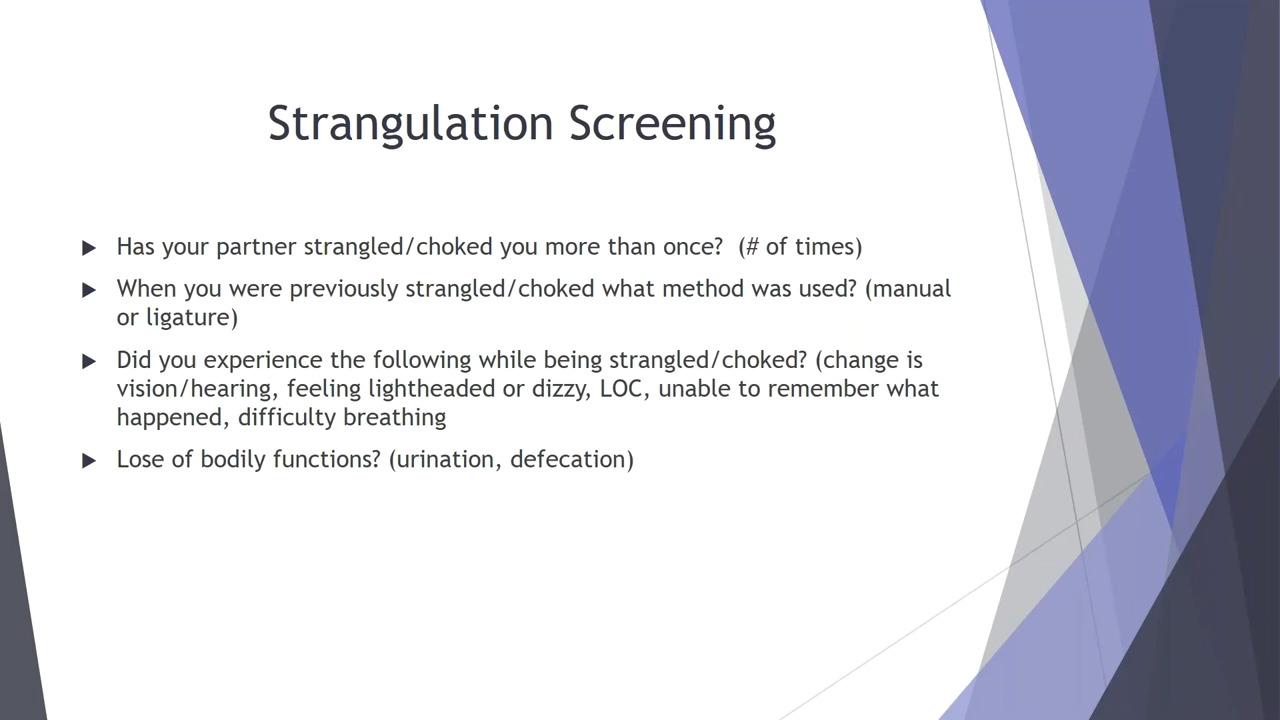 Strangulation Screening
Has your partner strangled/choked you more than once? (# of times)
When you were previously strangled/choked what method was used? (manual
or ligature)
Did you experience the following while being strangled/choked? (change is
vision/hearing, feeling lightheaded or dizzy, LOC, unable to remember what
happened, difficulty breathing
Lose of bodily functions? (urination, defecation)